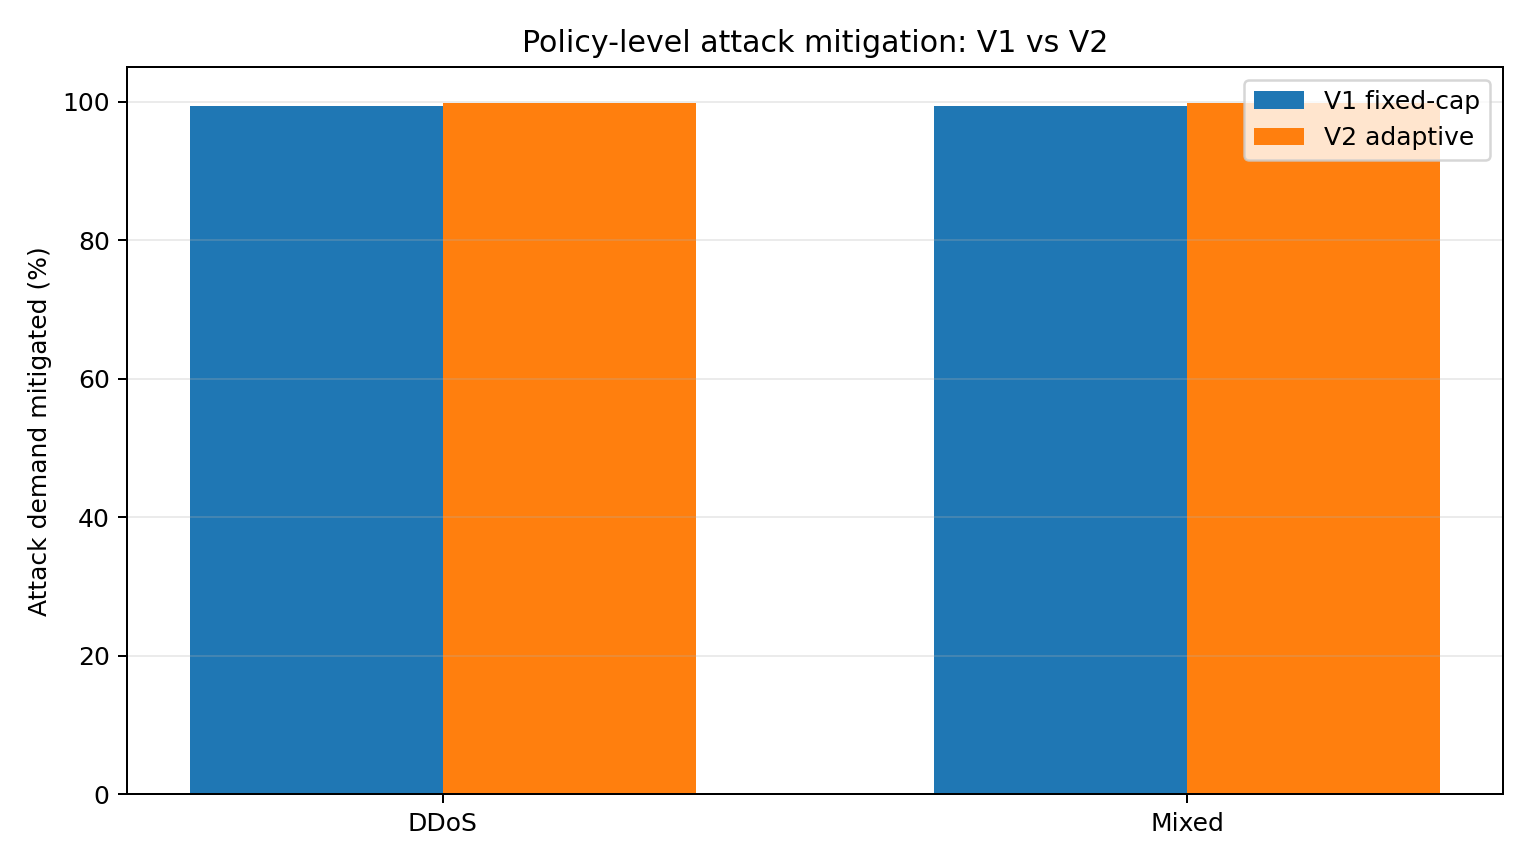 Policy-level attack mitigation: V1 vs V2
V1 fixed-cap
V2 adaptive
Attack demand mitigated (%)
100
80
60
40
20
0
DDoS
Mixed